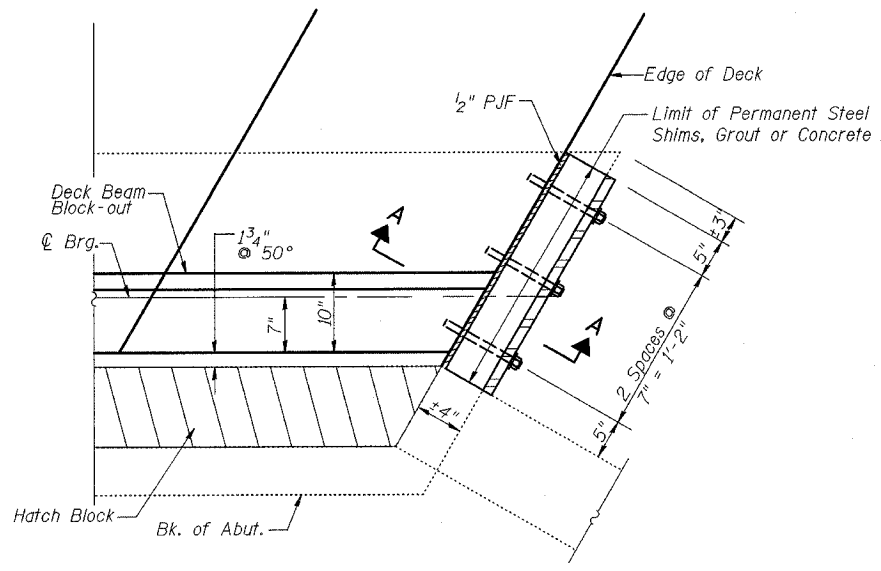 Edge of Deck
1/2" PJF
Limit of Permanent Steel
Shims, Grout or Concrete
Deck Beam
Block-out
A
℄ Brg.
1 3/4"
@ 50°
±3"
5"
7"
10"
A
2 Spaces @
7" = 1'-2"
±4"
5"
Hatch Block
Bk. of Abut.